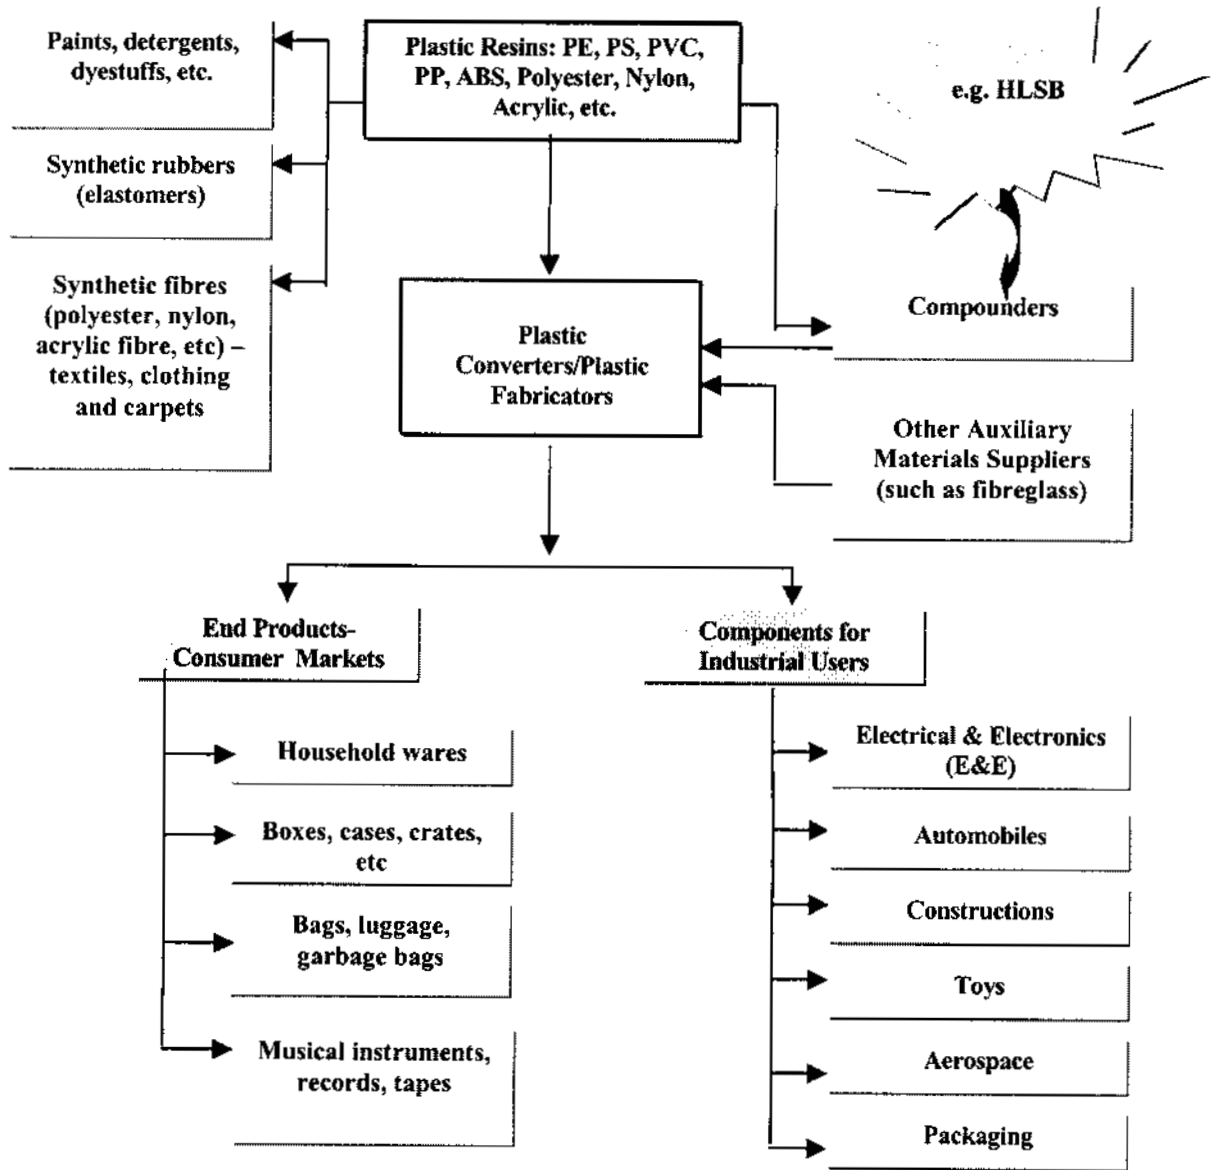 Paints, detergents,
dyestuffs, etc.
Plastic Resins: PE, PS, PVC,
PP, ABS, Polyester, Nylon,
Acrylic, etc.
e.g. HLSB
Synthetic rubbers
(elastomers)
Synthetic fibres
(polyester, nylon,
acrylic fibre, etc) –
textiles, clothing
and carpets
Plastic
Converters/Plastic
Fabricators
Compounders
Other Auxiliary
Materials Suppliers
(such as fibreglass)
End Products-
Consumer Markets
Components for
Industrial Users
Household wares
Boxes, cases, crates,
etc
Bags, luggage,
garbage bags
Musical instruments,
records, tapes
Electrical & Electronics
(E&E)
Automobiles
Constructions
Toys
Aerospace
Packaging